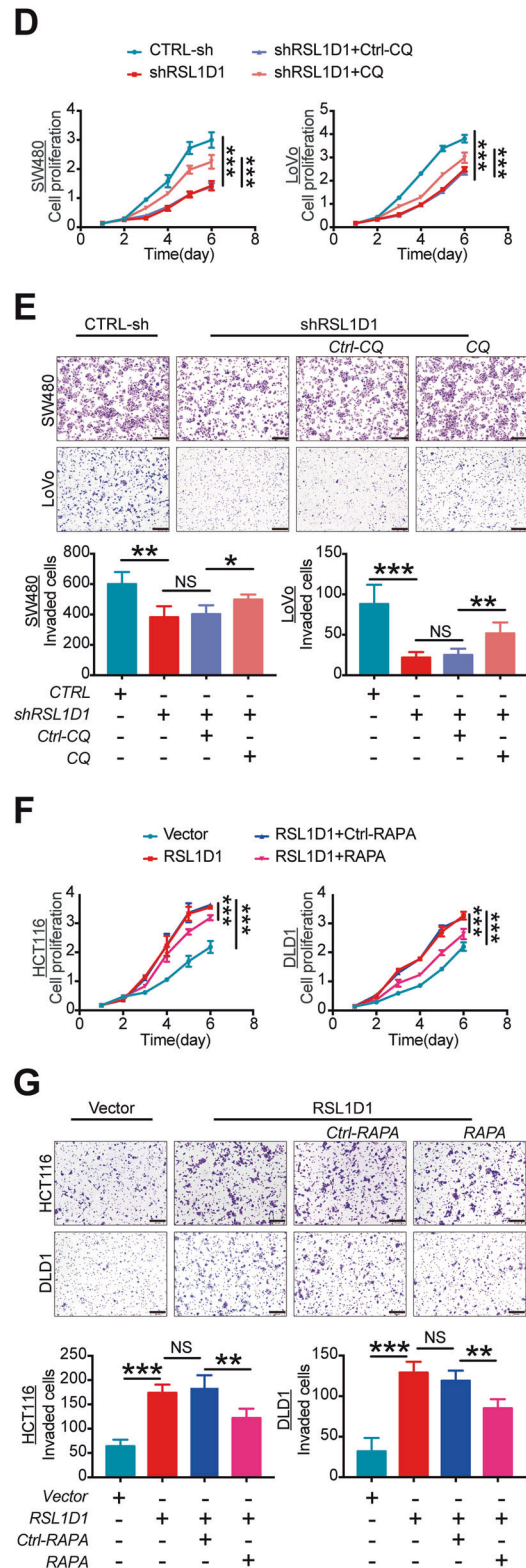 D
CTRL-sh
shRSL1D1+Ctrl-CQ
shRSL1D1
shRSL1D1+CQ
SW480
Cell proliferation
4
3
2
1
0
0 2 4 6 8
Time(day)
***
***
LoVo
Cell proliferation
5
4
3
2
1
0
0 2 4 6 8
Time(day)
***
***
E
CTRL-sh
shRSL1D1
Ctrl-CQ
CQ
SW480
LoVo
SW480
Invaded cells
800
600
400
200
0
**
NS
*
LoVo
Invaded cells
150
100
50
0
***
NS
**
CTRL + - - - + - - -
shRSL1D1 - + + + - + + +
Ctrl-CQ - - + - - - + -
CQ - - - + - - - +
F
Vector
RSL1D1+Ctrl-RAPA
RSL1D1
RSL1D1+RAPA
HCT116
Cell proliferation
4
3
2
1
0
0 2 4 6 8
Time(day)
***
***
DLD1
Cell proliferation
4
3
2
1
0
0 2 4 6 8
Time(day)
***
***
G
Vector
RSL1D1
Ctrl-RAPA
RAPA
HCT116
DLD1
HCT116
Invaded cells
250
200
150
100
50
0
***
NS
**
DLD1
Invaded cells
150
100
50
0
***
NS
**
Vector + - - - + - - -
RSL1D1 - + + + - + + +
Ctrl-RAPA - - + - - - + -
RAPA - - - + - - - +